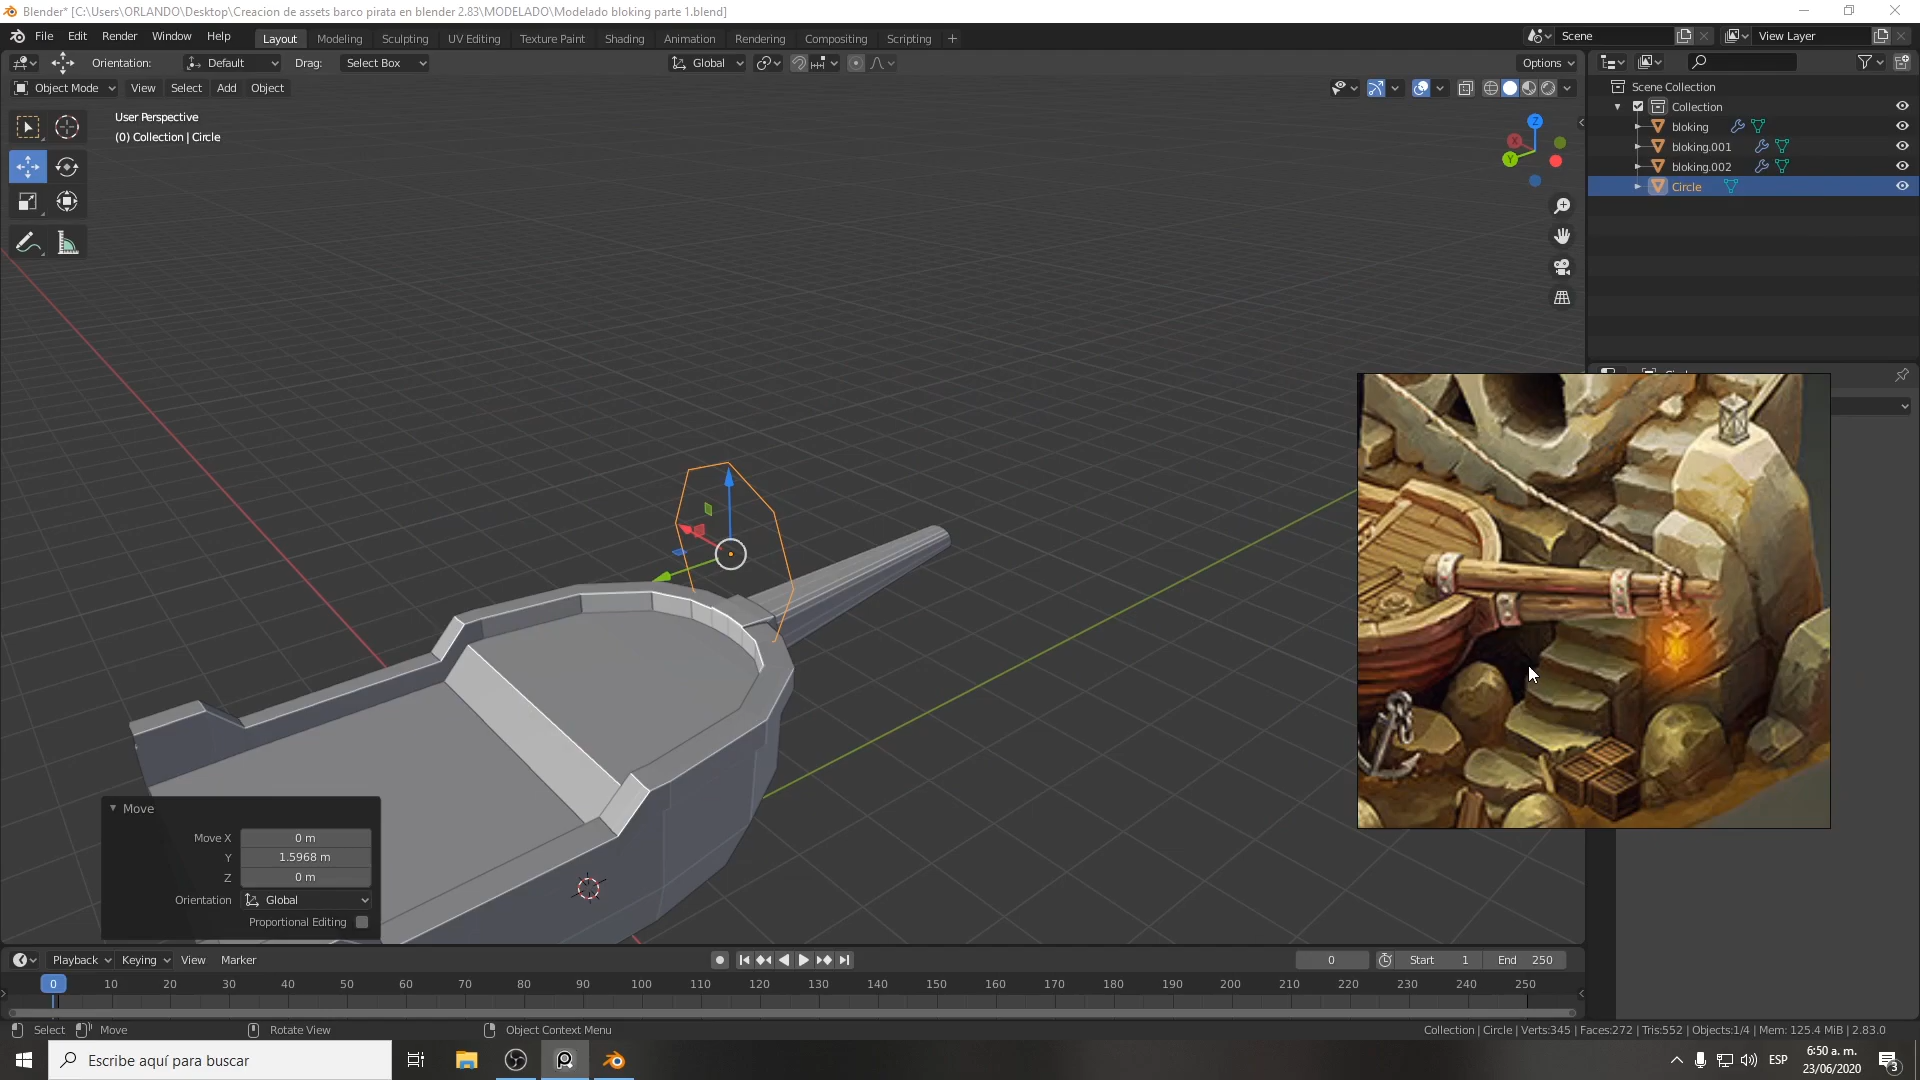 Blender* [C:\Users\ORLANDO\Desktop\Creacion de assets barco pirata en blender 2.83\MODELADO\Modelado bloking parte 1.blend]
File Edit Render Window Help Layout Modeling Sculpting UV Editing Texture Paint Shading Animation Rendering Compositing Scripting + Scene View Layer
Orientation: Default Drag: Select Box Global Options
Object Mode View Select Add Object
Scene Collection
User Perspective
(0) Collection | Circle
Collection
bloking
bloking.001
bloking.002
Circle
Z
Y
Move
Move X 0 m
Y 1.5968 m
Z 0 m
Orientation Global
Proportional Editing
Playback Keying View Marker 0 Start 1 End 250
0 10 20 30 40 50 60 70 80 90 100 110 120 130 140 150 160 170 180 190 200 210 220 230 240 250
Select Move Rotate View Object Context Menu Collection | Circle | Verts:345 | Faces:272 | Tris:552 | Objects:1/4 | Mem: 125.4 MiB | 2.83.0
Escribe aquí para buscar
ESP
6:50 a. m.
23/06/2020
3